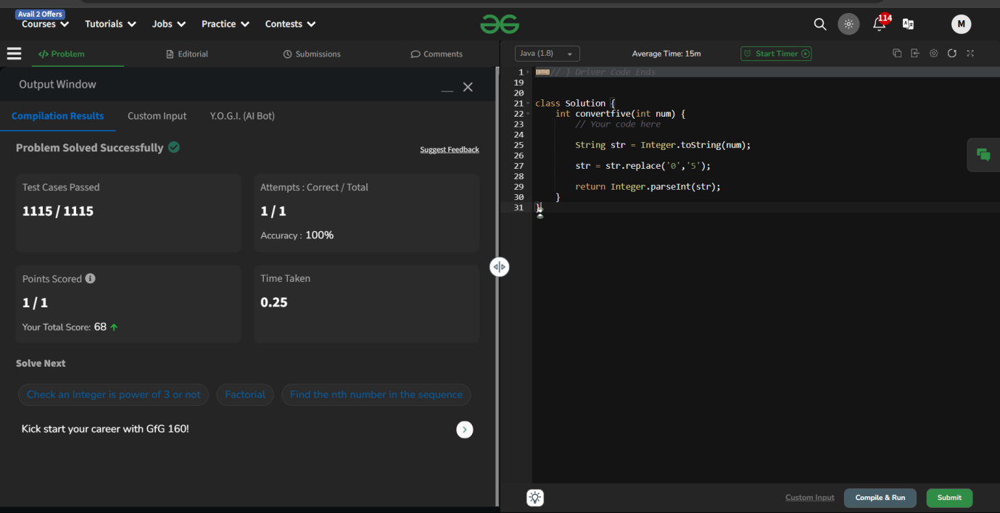 Avail 2 Offers
Courses Tutorials Jobs Practice Contests
114
M
Problem Editorial Submissions Comments
Output Window
Compilation Results Custom Input Y.O.G.I. (AI Bot)
Problem Solved Successfully
Suggest Feedback
Test Cases Passed
1115 / 1115
Attempts : Correct / Total
1 / 1
Accuracy : 100%
Points Scored
1 / 1
Your Total Score: 68
Time Taken
0.25
Solve Next
Check an Integer is power of 3 or not Factorial Find the nth number in the sequence
Kick start your career with GfG 160!
Java (1.8) Average Time: 15m Start Timer
1 // } Driver Code Ends
19
20
21 class Solution {
22 int convertfive(int num) {
23 // Your code here
24
25 String str = Integer.toString(num);
26
27 str = str.replace('0','5');
28
29 return Integer.parseInt(str);
30 }
31 }
Custom Input Compile & Run Submit